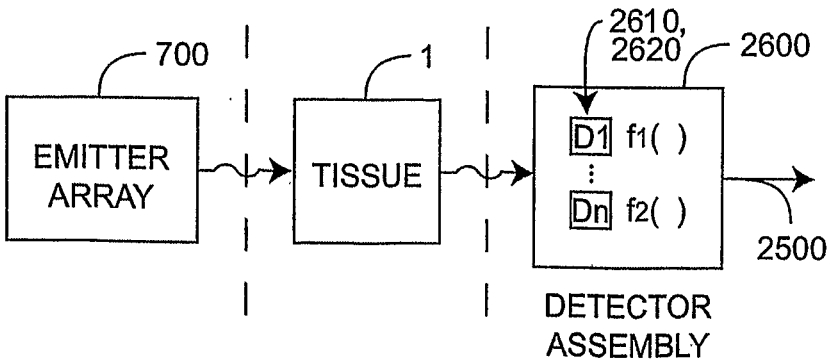 700
1
2610,
2620
2600
EMITTER
ARRAY
TISSUE
D1 f1( )
⋮
Dn f2( )
2500
DETECTOR
ASSEMBLY